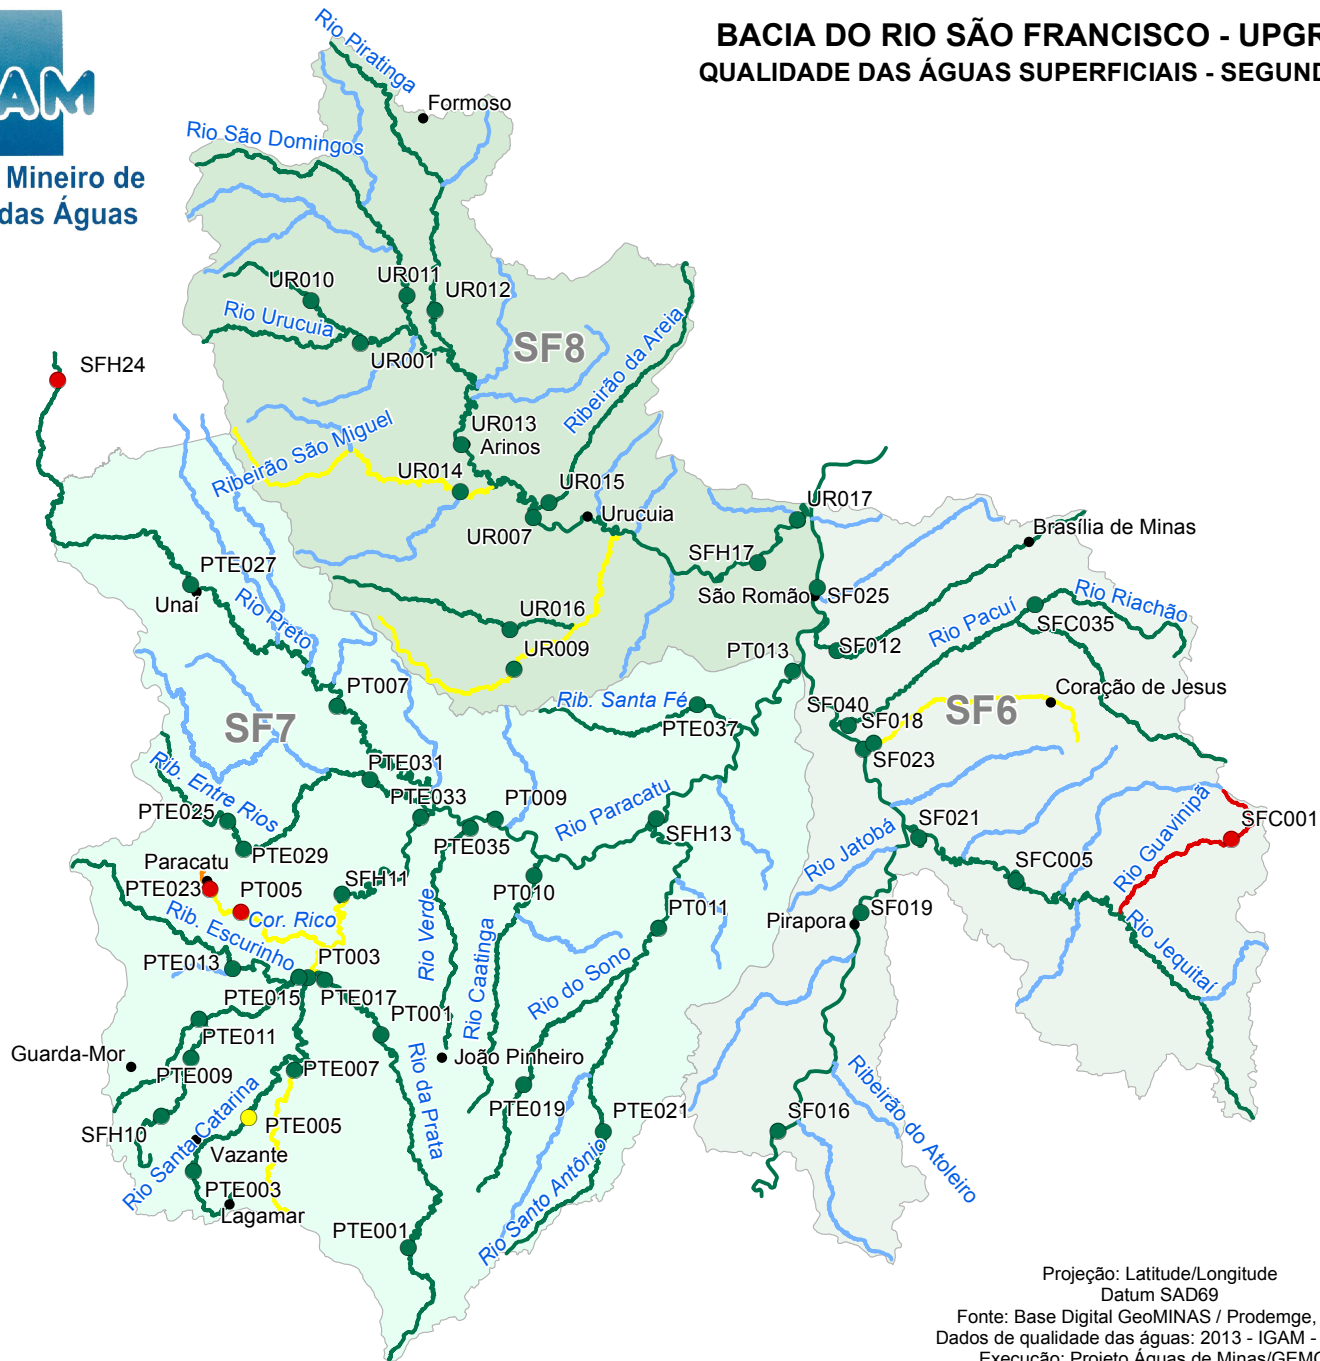 BACIA DO RIO SÃO FRANCISCO - UPGR
QUALIDADE DAS ÁGUAS SUPERFICIAIS - SEGUND
AM
Mineiro de
das Águas
Rio Piratinga
Formoso
Rio São Domingos
UR010
UR011
UR012
Rio Urucuia
UR001
SF8
Ribeirão da Areia
SFH24
UR013
Arinos
Ribeirão São Miguel
UR014
UR015
UR007
Urucuia
UR017
SFH17
Brasília de Minas
PTE027
Unaí
Rio Preto
São Romão
SF025
UR016
UR009
SF012
Rio Pacuí
Rio Riachão
SFC035
PT013
PT007
Rib. Santa Fé
PTE037
SF040
SF018
SF023
SF6
Coração de Jesus
SF7
Rib. Entre Rios
PTE031
PTE033
PT009
PTE025
PTE029
PTE035
Rio Paracatu
SFH13
Rio Jatobá
SF021
Rio Guavinipã
SFC001
SFC005
Paracatu
PTE023
PT005
SFH11
Cor. Rico
PT010
PT011
Pirapora
SF019
Rib. Escurinho
Rio Verde
Rio Caatinga
Rio do Sono
Rio Jequitaí
PTE013
PT003
PTE015
PTE017
PT001
PTE011
Guarda-Mor
PTE009
PTE007
Rio da Prata
João Pinheiro
PTE019
PTE021
SF016
Ribeirão do Atoleiro
SFH10
Rio Santa Catarina
PTE005
Vazante
PTE003
Lagamar
PTE001
Rio Santo Antônio
Projeção: Latitude/Longitude
Datum SAD69
Fonte: Base Digital GeoMINAS / Prodemge,
Dados de qualidade das águas: 2013 - IGAM -
Execução: Projeto Águas de Minas/GEMO